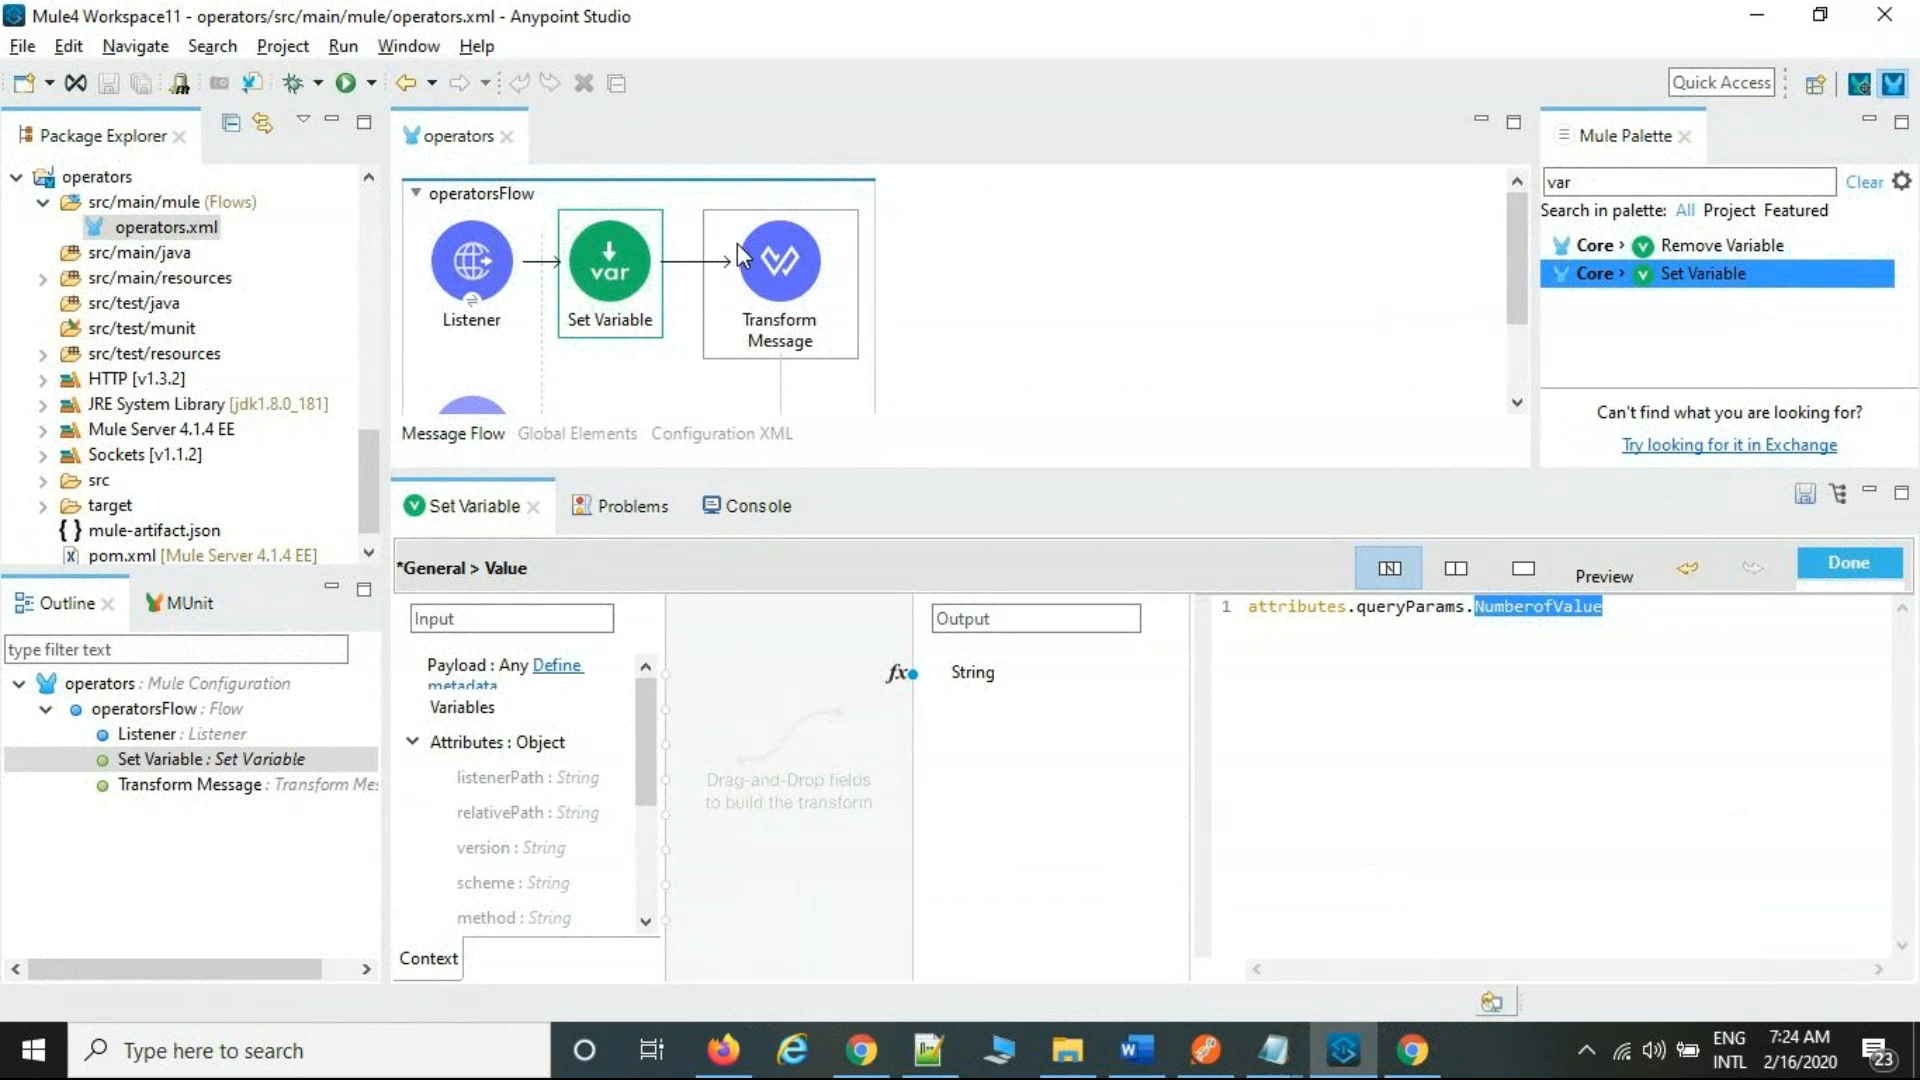 Mule4 Workspace11 - operators/src/main/mule/operators.xml - Anypoint Studio
File Edit Navigate Search Project Run Window Help
Quick Access
Package Explorer
operators
src/main/mule (Flows)
operators.xml
src/main/java
src/main/resources
src/test/java
src/test/munit
src/test/resources
HTTP [v1.3.2]
JRE System Library [jdk1.8.0_181]
Mule Server 4.1.4 EE
Sockets [v1.1.2]
src
target
mule-artifact.json
pom.xml [Mule Server 4.1.4 EE]
operators
operatorsFlow
var
Listener
Set Variable
Transform
Message
Message Flow Global Elements Configuration XML
Mule Palette
var
Clear
Search in palette: All Project Featured
Core > Remove Variable
Core > Set Variable
Can't find what you are looking for?
Try looking for it in Exchange
Outline MUnit
type filter text
operators : Mule Configuration
operatorsFlow : Flow
Listener : Listener
Set Variable : Set Variable
Transform Message : Transform Me
Set Variable Problems Console
*General > Value
Preview
Done
Input
Payload : Any Define
metadata
Variables
Attributes : Object
listenerPath : String
relativePath : String
version : String
scheme : String
method : String
Context
Drag-and-Drop fields
to build the transform
Output
fx
String
1 attributes.queryParams.NumberofValue
Type here to search
ENG
INTL
7:24 AM
2/16/2020
23